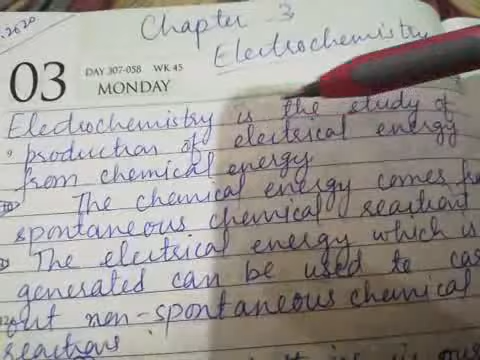 .2020
Chapter - 3
Electrochemistry
03
DAY 307-058 WK 45
MONDAY
Electrochemistry is the study of
production of electrical energy
from chemical energy
The chemical energy comes
spontaneous chemical reaction
The electrical energy which is
generated can be used to
out non-spontaneous chemical
reactions